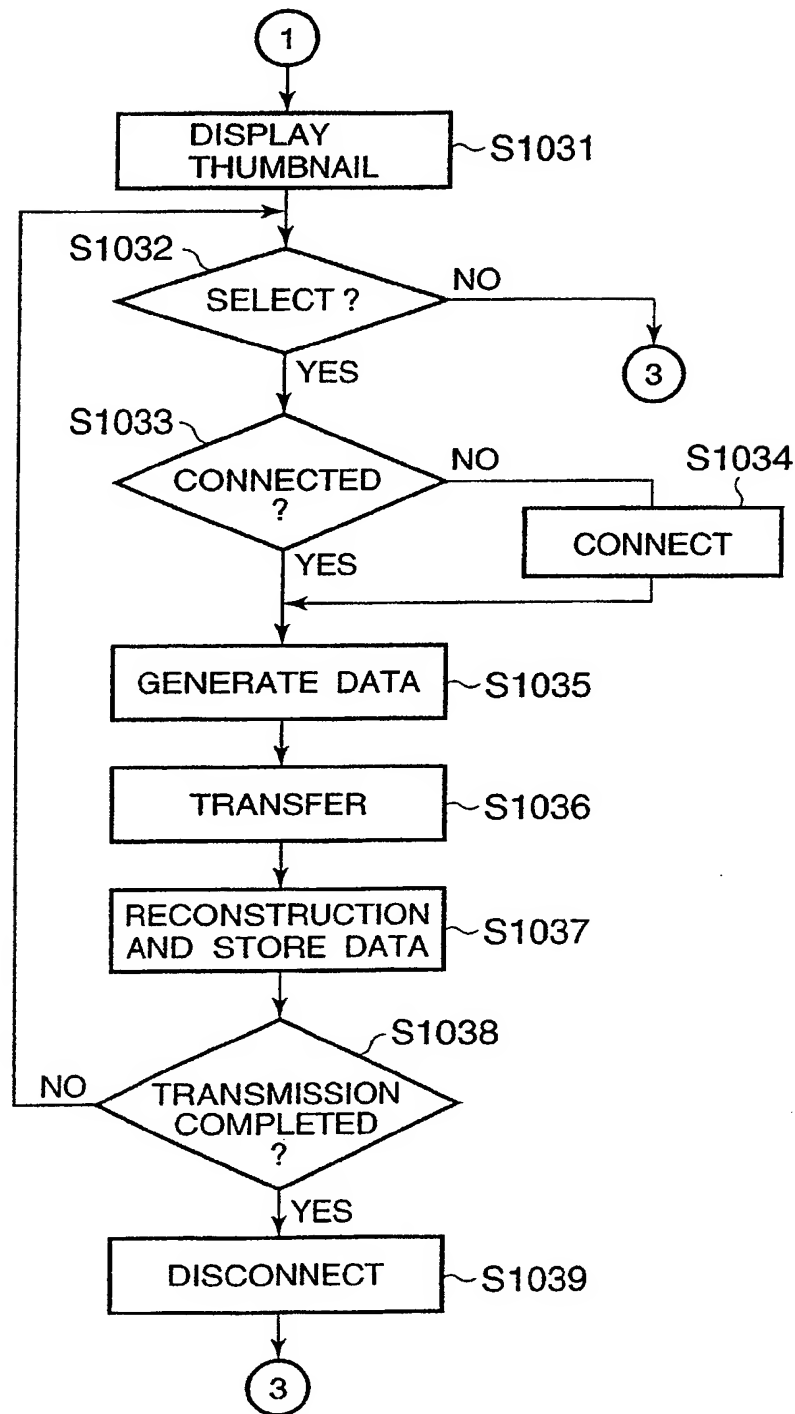 1
DISPLAY
THUMBNAIL
S1031
S1032
SELECT ?
NO
3
YES
S1033
CONNECTED
?
NO
S1034
CONNECT
YES
GENERATE DATA
S1035
TRANSFER
S1036
RECONSTRUCTION
AND STORE DATA
S1037
S1038
NO
TRANSMISSION
COMPLETED
?
YES
DISCONNECT
S1039
3